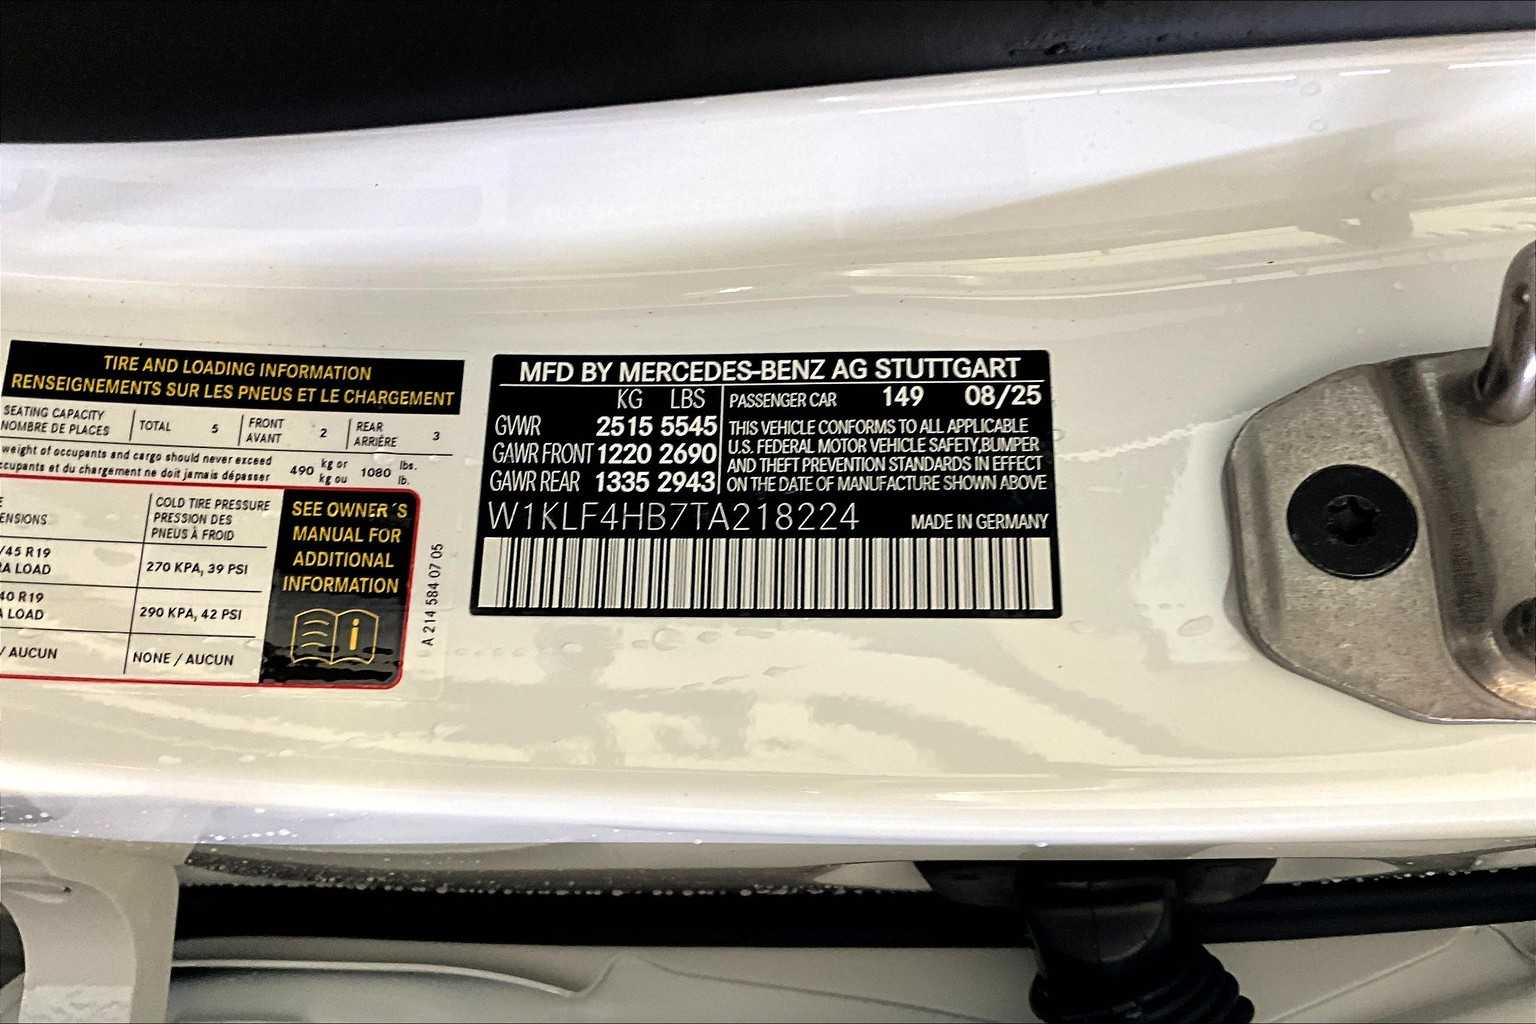 TIRE AND LOADING INFORMATION
RENSEIGNEMENTS SUR LES PNEUS ET LE CHARGEMENT
SEATING CAPACITY
NOMBRE DE PLACES
TOTAL 5
FRONT
AVANT
2
REAR
ARRIÈRE
3
weight of occupants and cargo should never exceed
et du chargement ne doit jamais dépasser
490 kg or
kg ou
1080 lbs.
lb.
COLD TIRE PRESSURE
PRESSION DES
PNEUS À FROID
/45 R19
LOAD
270 KPA, 39 PSI
40 R19
LOAD
290 KPA, 42 PSI
/ AUCUN
NONE / AUCUN
SEE OWNER´S
MANUAL FOR
ADDITIONAL
INFORMATION
i
A 214 584 07 05
MFD BY MERCEDES-BENZ AG STUTTGART
KG LBS
GVWR 2515 5545
GAWR FRONT 1220 2690
GAWR REAR 1335 2943
PASSENGER CAR 149 08/25
THIS VEHICLE CONFORMS TO ALL APPLICABLE
U.S. FEDERAL MOTOR VEHICLE SAFETY,BUMPER
AND THEFT PREVENTION STANDARDS IN EFFECT
ON THE DATE OF MANUFACTURE SHOWN ABOVE
W1KLF4HB7TA218224
MADE IN GERMANY